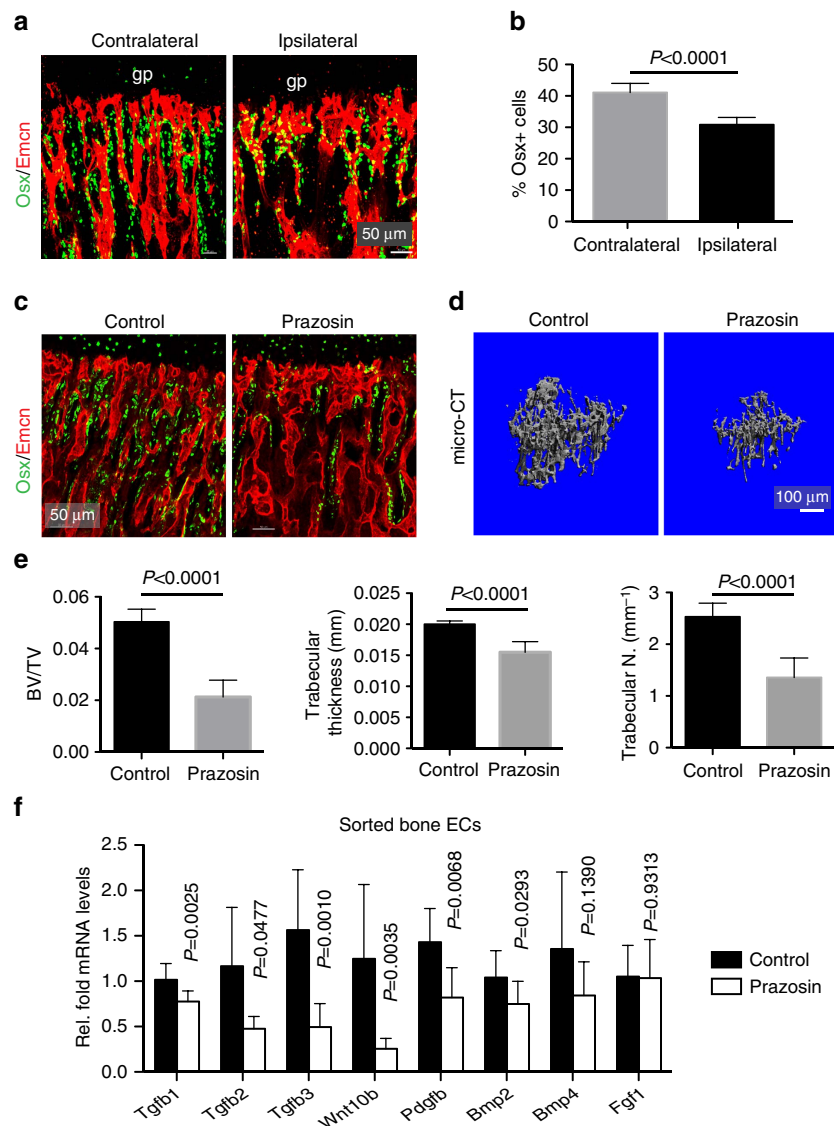 a
Contralateral
Ipsilateral
gp
gp
Osx/Emcn
50 μm
b
P<0.0001
% Osx+ cells
50
40
30
20
10
0
Contralateral
Ipsilateral
c
Control
Prazosin
Osx/Emcn
50 μm
d
Control
Prazosin
micro-CT
100 μm
e
P<0.0001
BV/TV
0.06
0.04
0.02
0.00
Control
Prazosin
P<0.0001
Trabecular
thickness (mm)
0.025
0.020
0.015
0.010
0.005
0.000
Control
Prazosin
P<0.0001
Trabecular N. (mm⁻¹)
3
2
1
0
Control
Prazosin
f
Sorted bone ECs
Rel. fold mRNA levels
2.5
2.0
1.5
1.0
0.5
0.0
P=0.0025
P=0.0477
P=0.0010
P=0.0035
P=0.0068
P=0.0293
P=0.1390
P=0.9313
Tgfb1
Tgfb2
Tgfb3
Wnt10b
Pdgfb
Bmp2
Bmp4
Fgf1
Control
Prazosin